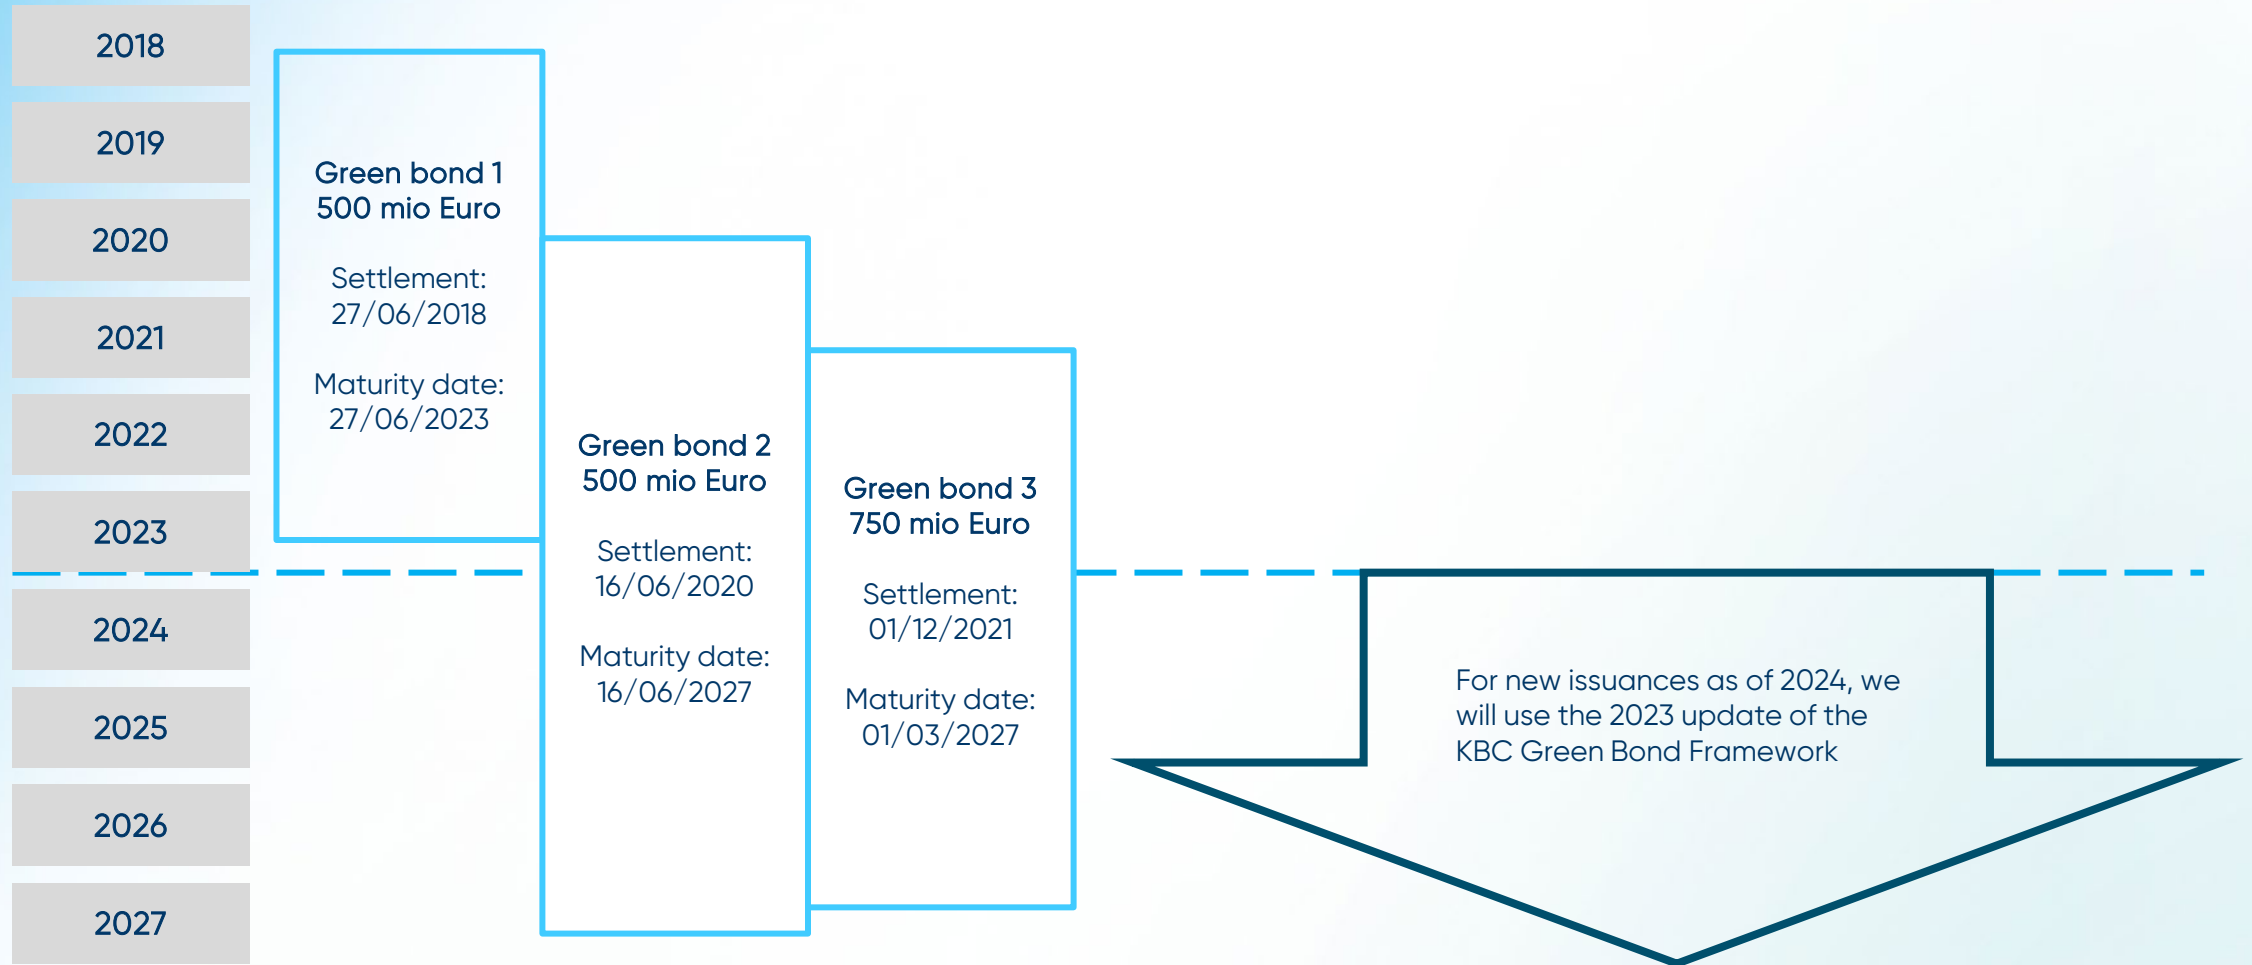 2018
2019
2020
2021
2022
2023
2024
2025
2026
2027
Green bond 1
500 mio Euro
Settlement:
27/06/2018
Maturity date:
27/06/2023
Green bond 2
500 mio Euro
Settlement:
16/06/2020
Maturity date:
16/06/2027
Green bond 3
750 mio Euro
Settlement:
01/12/2021
Maturity date:
01/03/2027
For new issuances as of 2024, we
will use the 2023 update of the
KBC Green Bond Framework